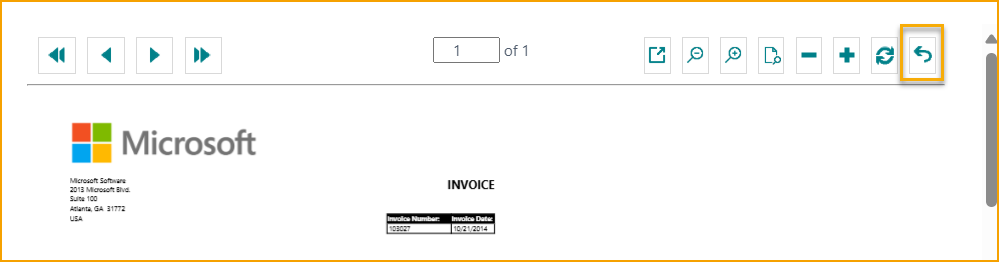 1 of 1
Microsoft
Microsoft Software
2013 Microsoft Blvd.
Suite 100
Atlanta, GA 31772
USA
INVOICE
Invoice Number: Invoice Date:
103027 10/21/2014